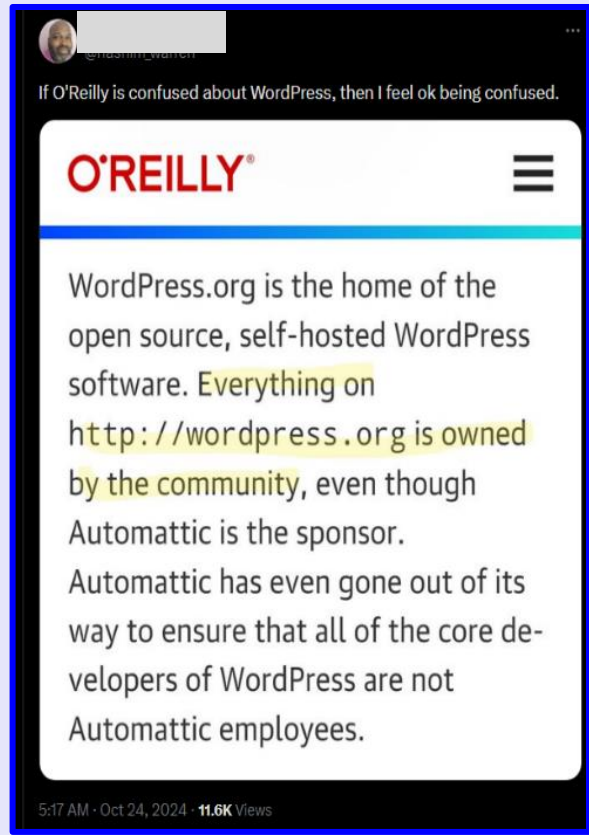 @hashim_warren
If O'Reilly is confused about WordPress, then I feel ok being confused.
O'REILLY®
WordPress.org is the home of the
open source, self-hosted WordPress
software. Everything on
http://wordpress.org is owned
by the community, even though
Automattic is the sponsor.
Automattic has even gone out of its
way to ensure that all of the core de-
velopers of WordPress are not
Automattic employees.
5:17 AM · Oct 24, 2024 · 11.6K Views